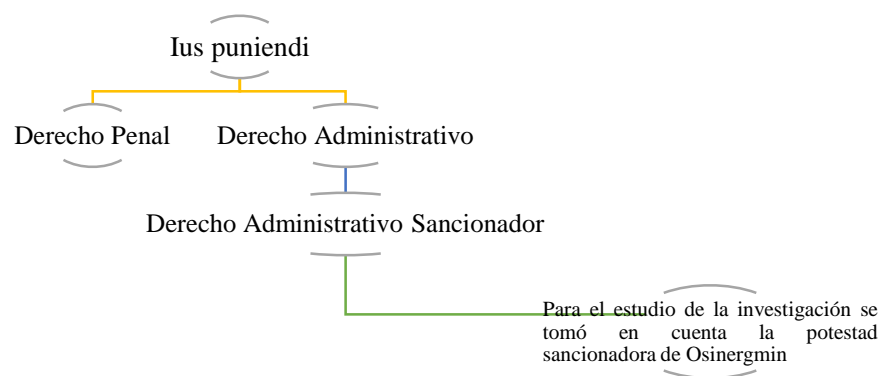 Ius puniendi
Derecho Penal
Derecho Administrativo
Derecho Administrativo Sancionador
Para el estudio de la investigación se
tomó en cuenta la potestad
sancionadora de Osinergmin